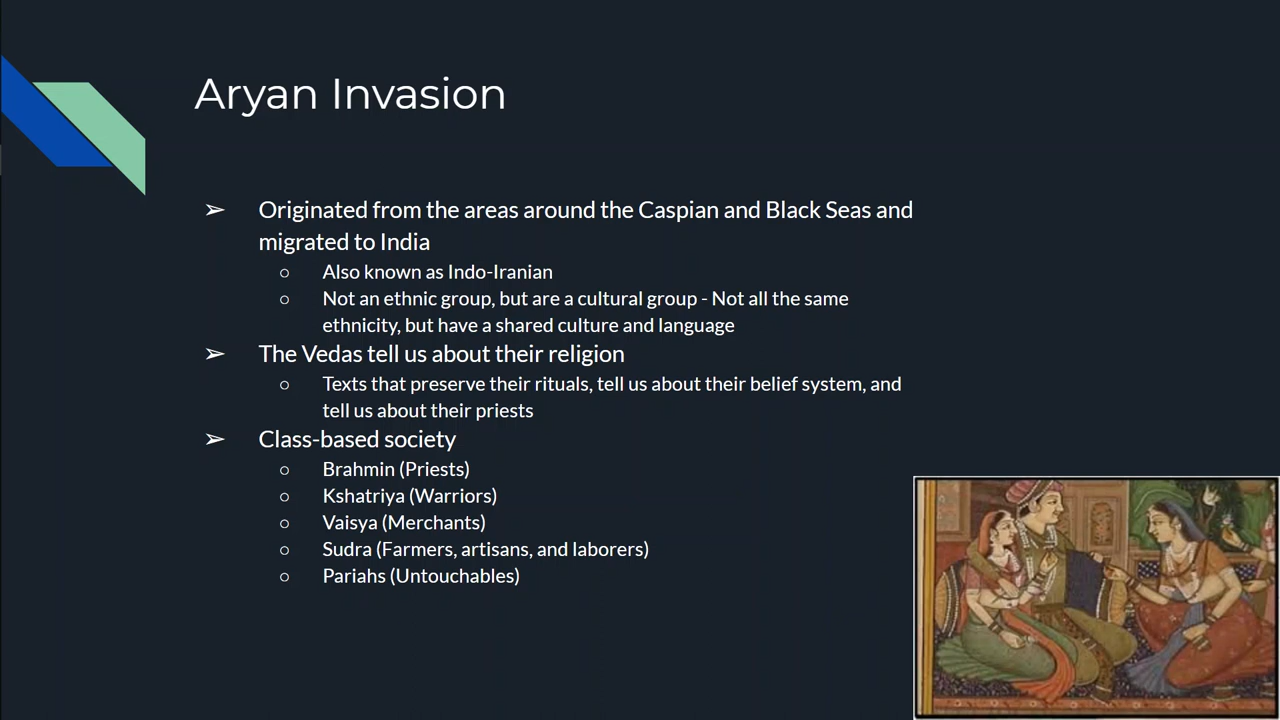 Aryan Invasion
➢ Originated from the areas around the Caspian and Black Seas and
migrated to India
○ Also known as Indo-Iranian
○ Not an ethnic group, but are a cultural group - Not all the same
ethnicity, but have a shared culture and language
➢ The Vedas tell us about their religion
○ Texts that preserve their rituals, tell us about their belief system, and
tell us about their priests
➢ Class-based society
○ Brahmin (Priests)
○ Kshatriya (Warriors)
○ Vaisya (Merchants)
○ Sudra (Farmers, artisans, and laborers)
○ Pariahs (Untouchables)